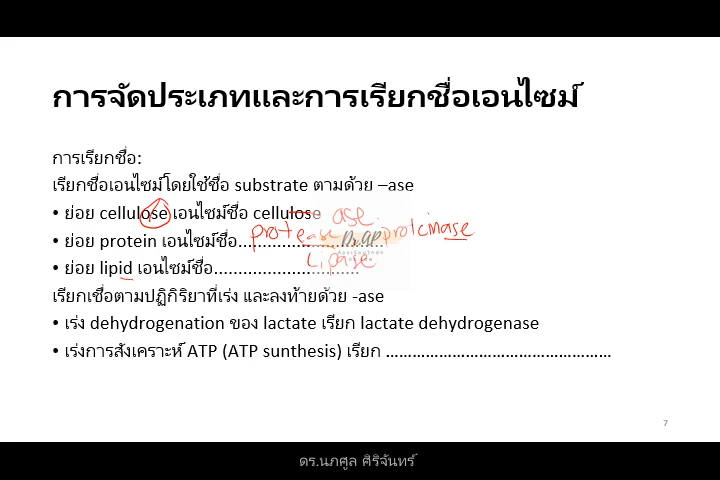 การจัดประเภทและการเรียกชื่อเอนไซม์
การเรียกชื่อ:
เรียกชื่อเอนไซม์โดยใช้ชื่อ substrate ตามด้วย –ase
• ย่อย cellulose เอนไซม์ชื่อ cellulose ase.
• ย่อย protein เอนไซม์ชื่อ............ protease proteinase
• ย่อย lipid เอนไซม์ชื่อ............ Lipase
Dr.AP
เรียกเชื่อตามปฏิกิริยาที่เร่ง และลงท้ายด้วย -ase
• เร่ง dehydrogenation ของ lactate เรียก lactate dehydrogenase
• เร่งการสังเคราะห์ ATP (ATP sunthesis) เรียก ……………………………………………
7
ดร.นภศูล ศิริจันทร์